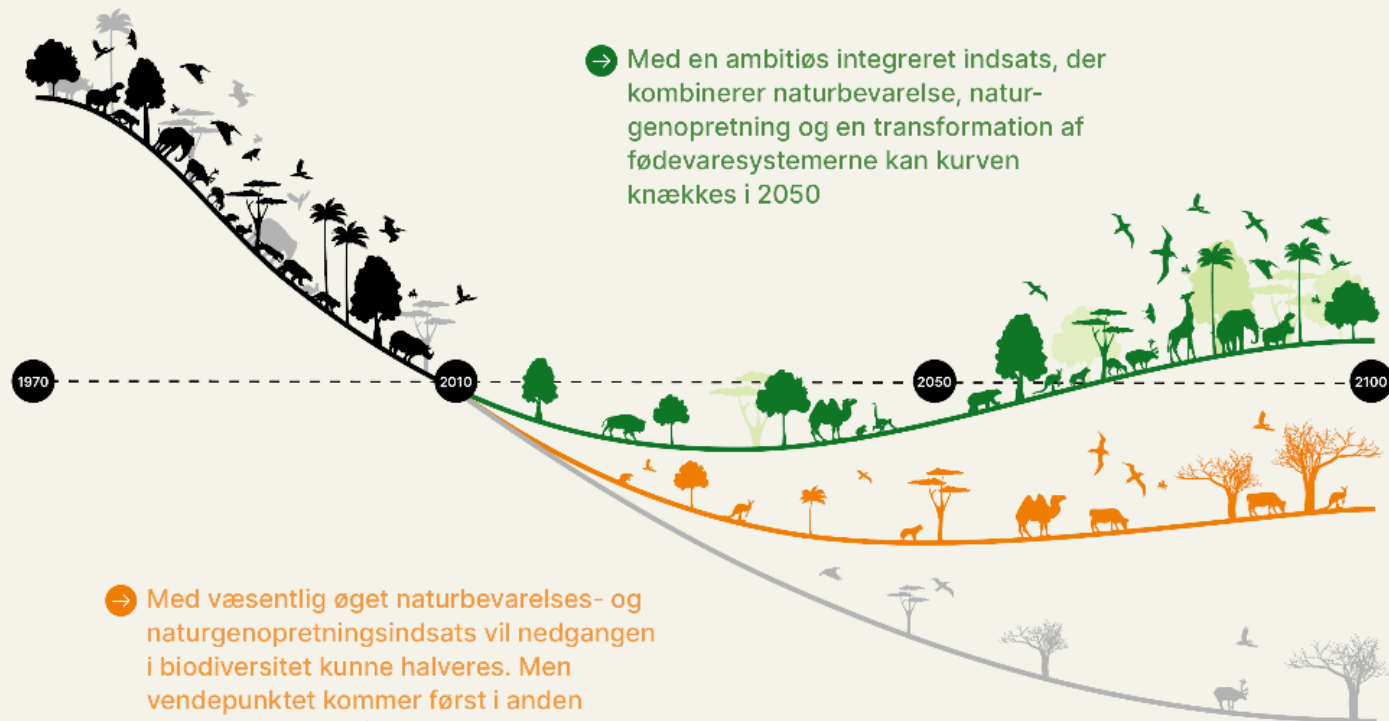 Med en ambitiøs integreret indsats, der
kombinerer naturbevarelse, natur-
genopretning og en transformation af
fødevaresystemerne kan kurven
knækkes i 2050
1970
2010
2050
2100
Med væsentlig øget naturbevarelses- og
naturgenopretningsindsats vil nedgangen
i biodiversitet kunne halveres. Men
vendepunktet kommer først i anden